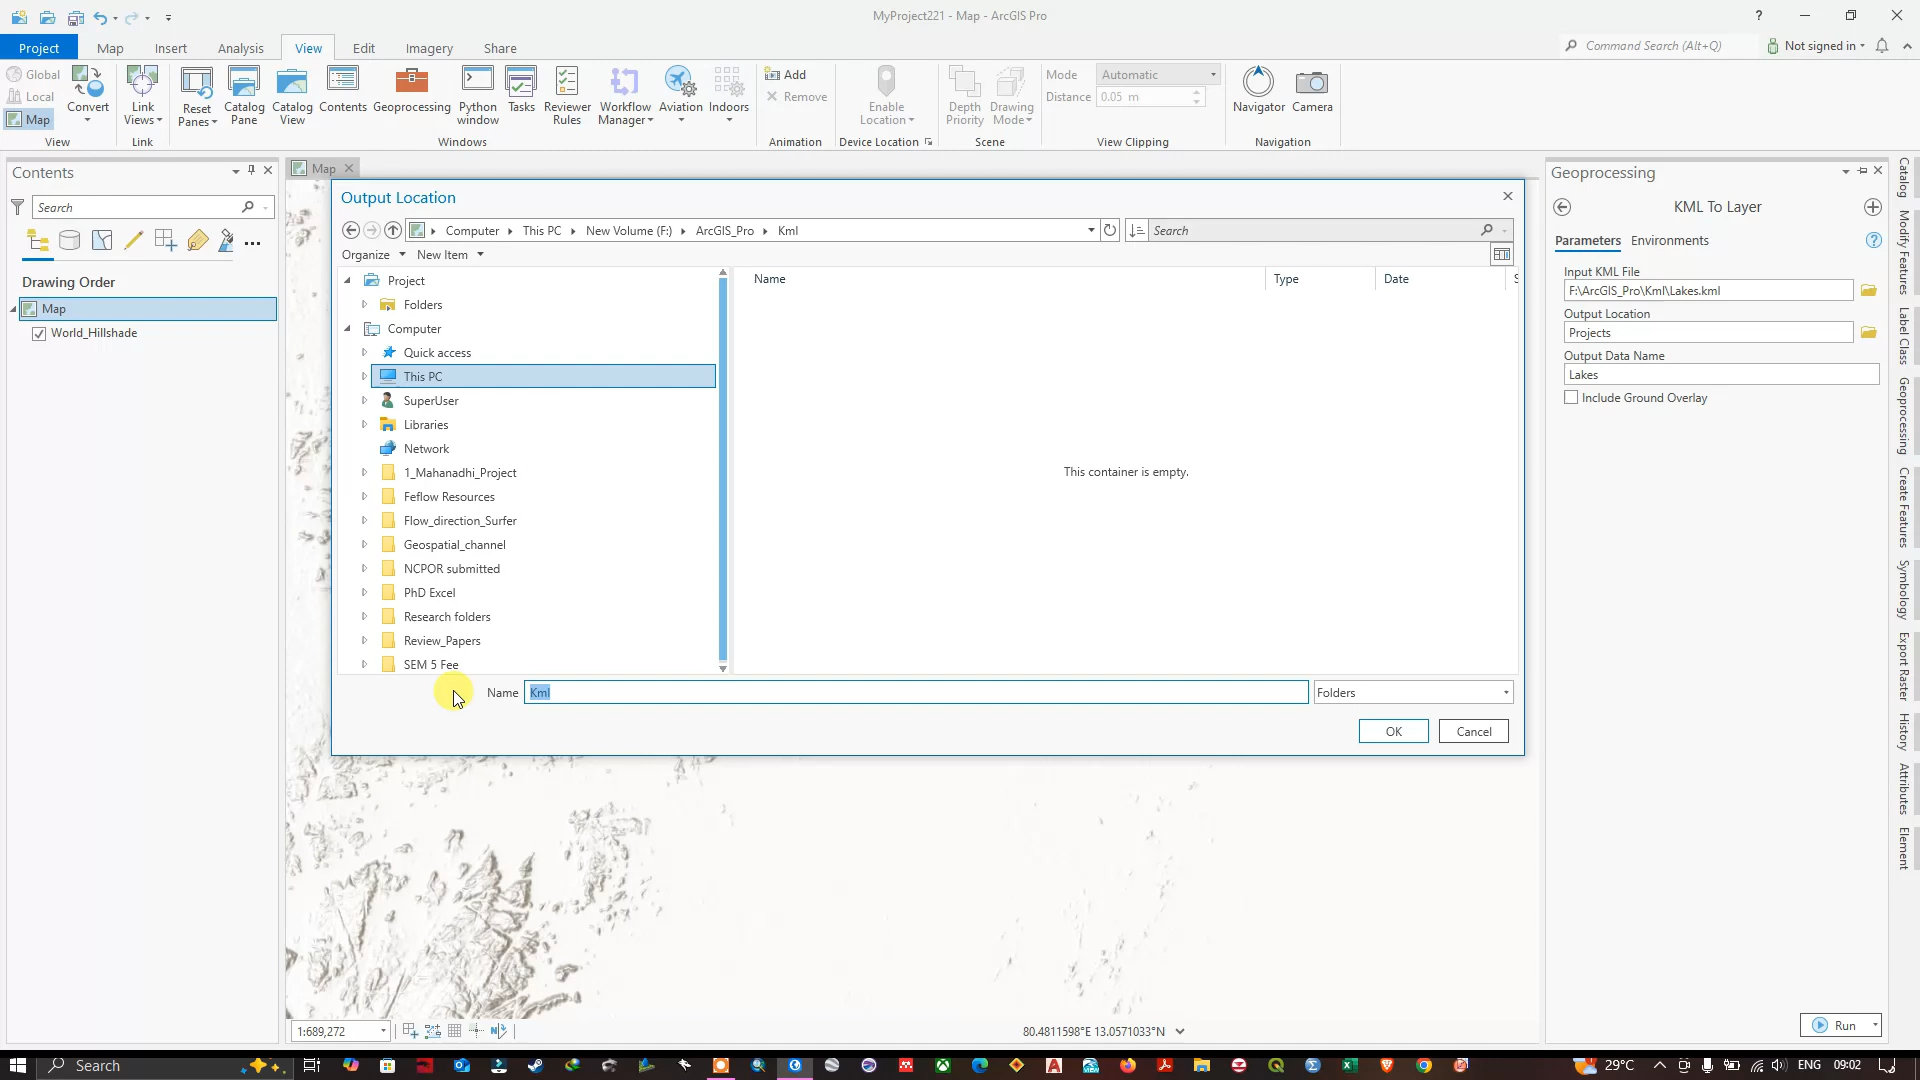 MyProject221 - Map - ArcGIS Pro
?
Project
Map
Insert
Analysis
View
Edit
Imagery
Share
Command Search (Alt+Q)
Not signed in
Global
Local
Map
Convert
View
Link
Views
Link
Reset
Panes
Catalog
Pane
Catalog
View
Contents
Geoprocessing
Python
window
Tasks
Reviewer
Rules
Workflow
Manager
Aviation
Indoors
Windows
Add
Remove
Animation
Enable
Location
Device Location
Depth
Priority
Drawing
Mode
Scene
Mode
Automatic
Distance
0.05 m
View Clipping
Navigator
Camera
Navigation
Contents
Search
Drawing Order
Map
World_Hillshade
Map
Output Location
Computer
This PC
New Volume (F:)
ArcGIS_Pro
Kml
Search
Organize
New Item
Project
Folders
Computer
Quick access
This PC
SuperUser
Libraries
Network
1_Mahanadhi_Project
Feflow Resources
Flow_direction_Surfer
Geospatial_channel
NCPOR submitted
PhD Excel
Research folders
Review_Papers
SEM 5 Fee
Name
Type
Date
This container is empty.
Name
Kml
Folders
OK
Cancel
Geoprocessing
KML To Layer
Parameters
Environments
?
Input KML File
F:\ArcGIS_Pro\Kml\Lakes.kml
Output Location
Projects
Output Data Name
Lakes
Include Ground Overlay
Run
Catalog
Modify Features
Label Class
Geoprocessing
Create Features
Symbology
Export Raster
History
Attributes
Element
1:689,272
80.4811598°E 13.0571033°N
Search
29°C
ENG
09:02